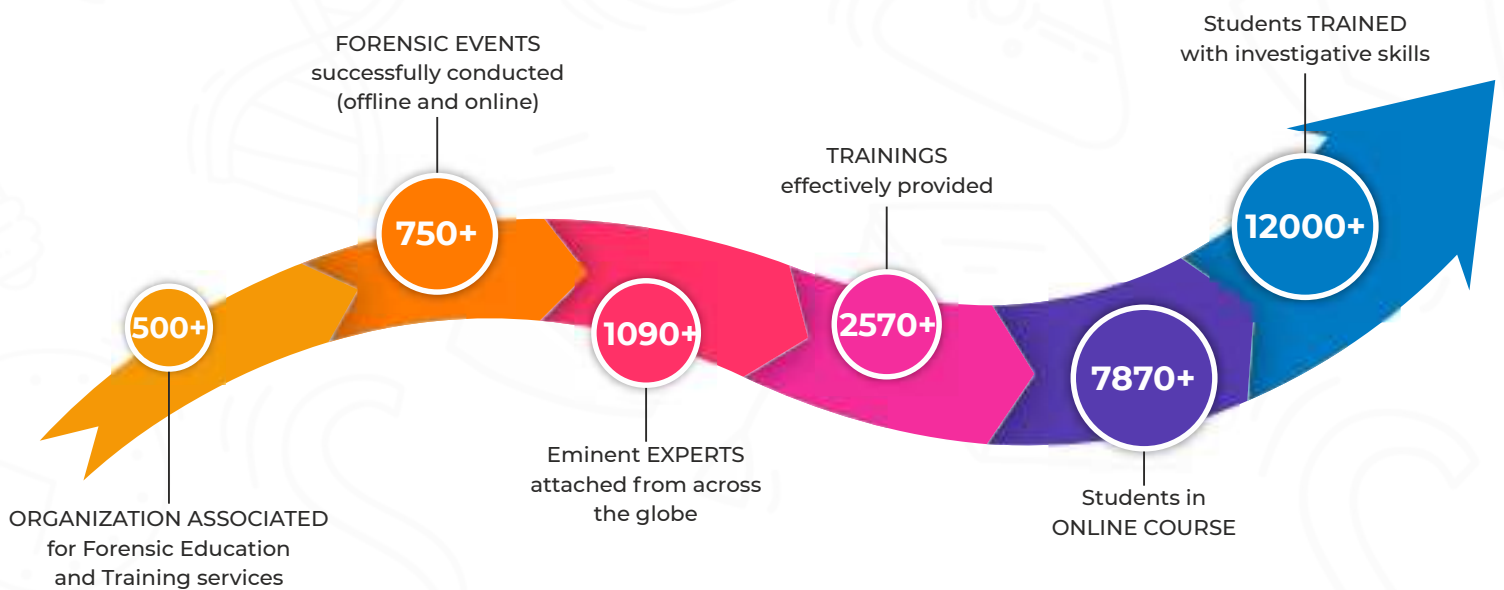 500+
ORGANIZATION ASSOCIATED
for Forensic Education
and Training services
FORENSIC EVENTS
successfully conducted
(offline and online)
750+
1090+
Eminent EXPERTS
attached from across
the globe
TRAININGS
effectively provided
2570+
7870+
Students in
ONLINE COURSE
Students TRAINED
with investigative skills
12000+